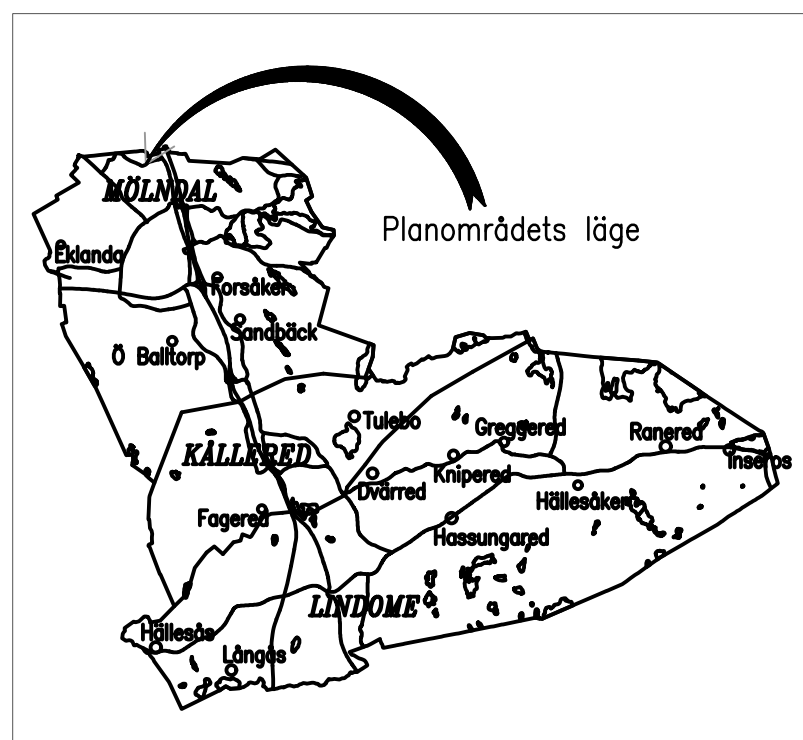 MÖLNDAL
Planområdets läge
Eklanda
Forsåker
Sandbäck
Ö Balltorp
Tulebo
Greggered
Ranered
KÅLLERED
Inseros
Knipered
Dvärred
Hällesåker
Fagered
Hassungared
LINDOME
Hällesås
Långås